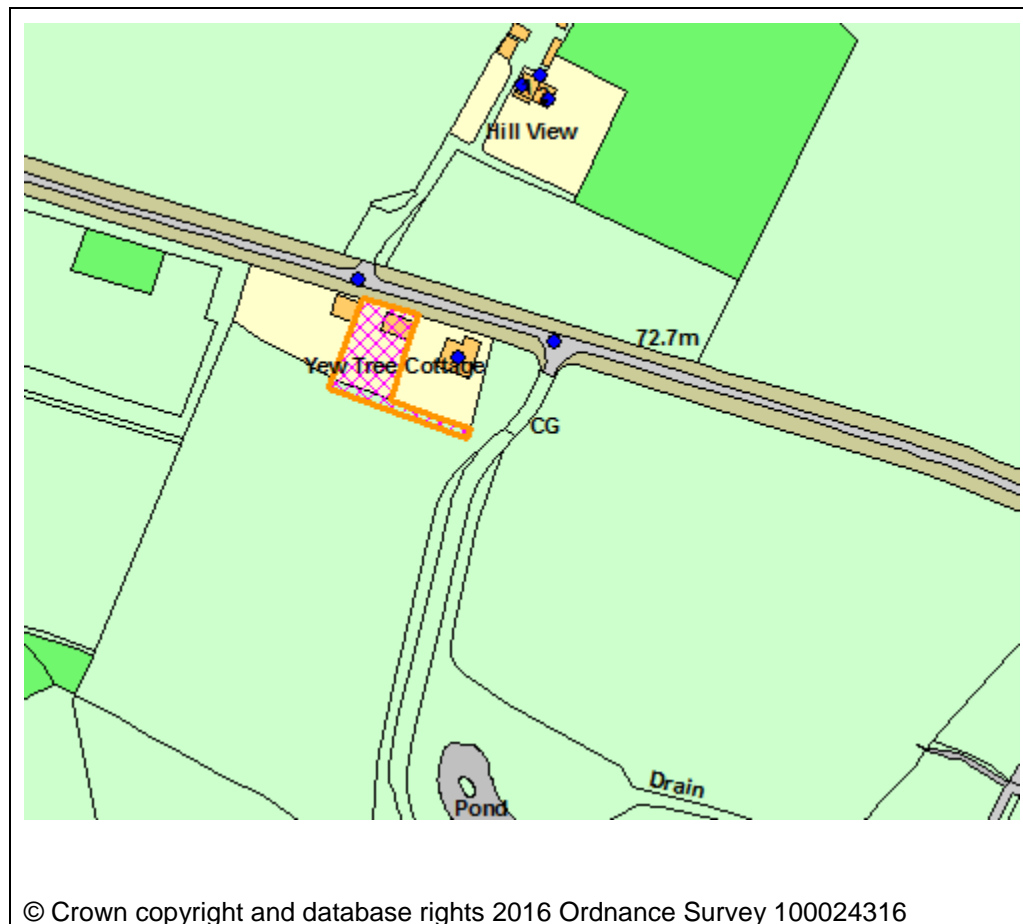 Hill View
72.7m
Yew Tree Cottage
CG
Drain
Pond
© Crown copyright and database rights 2016 Ordnance Survey 100024316